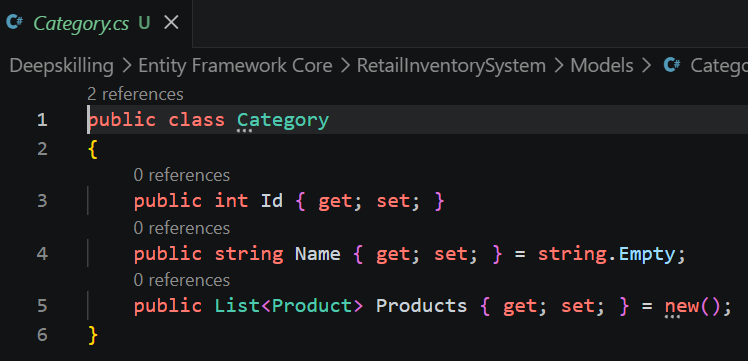 C# Category.cs U ×
Deepskilling > Entity Framework Core > RetailInventorySystem > Models > C# Catego
2 references
1 public class Category
2 {
0 references
3 public int Id { get; set; }
0 references
4 public string Name { get; set; } = string.Empty;
0 references
5 public List<Product> Products { get; set; } = new();
6 }